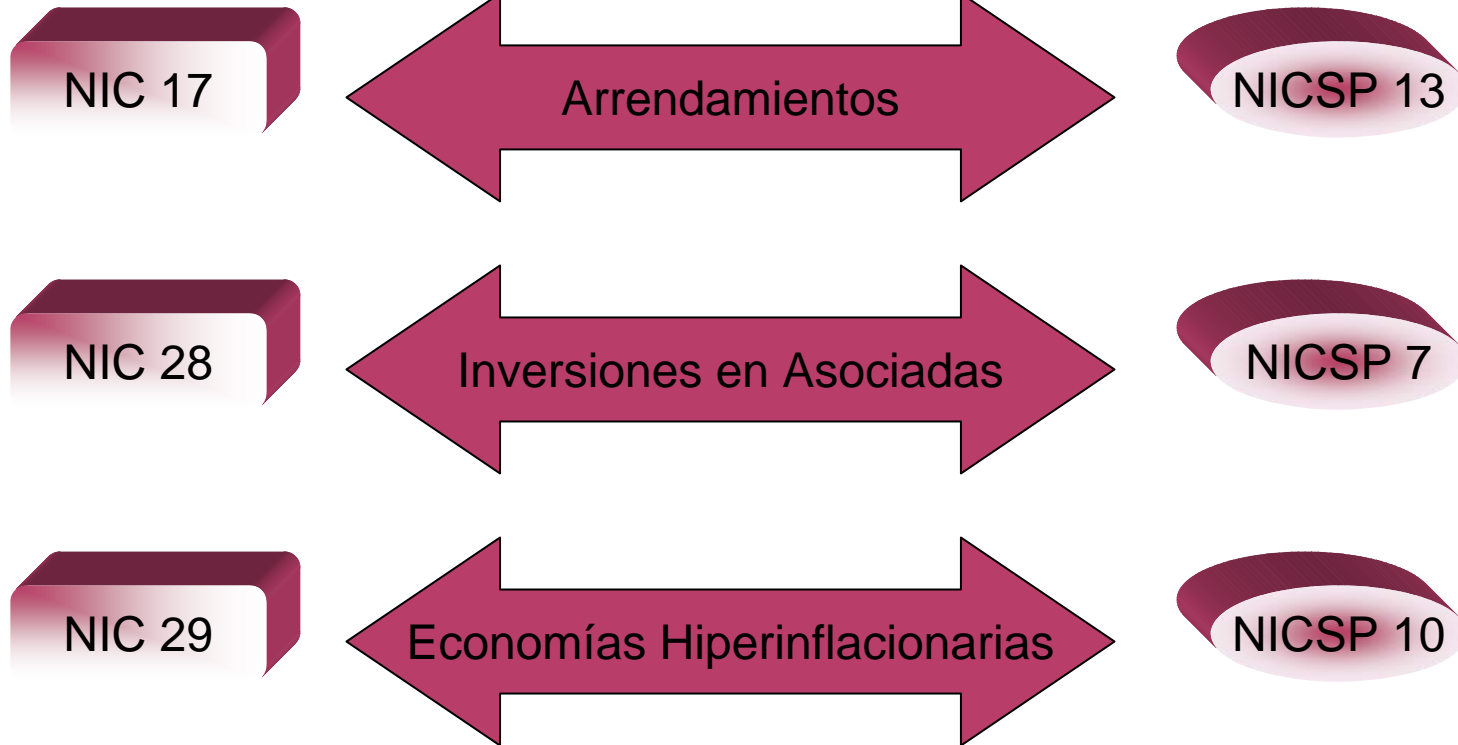 NIC 17
Arrendamientos
NICSP 13
NIC 28
Inversiones en Asociadas
NICSP 7
NIC 29
Economías Hiperinflacionarias
NICSP 10